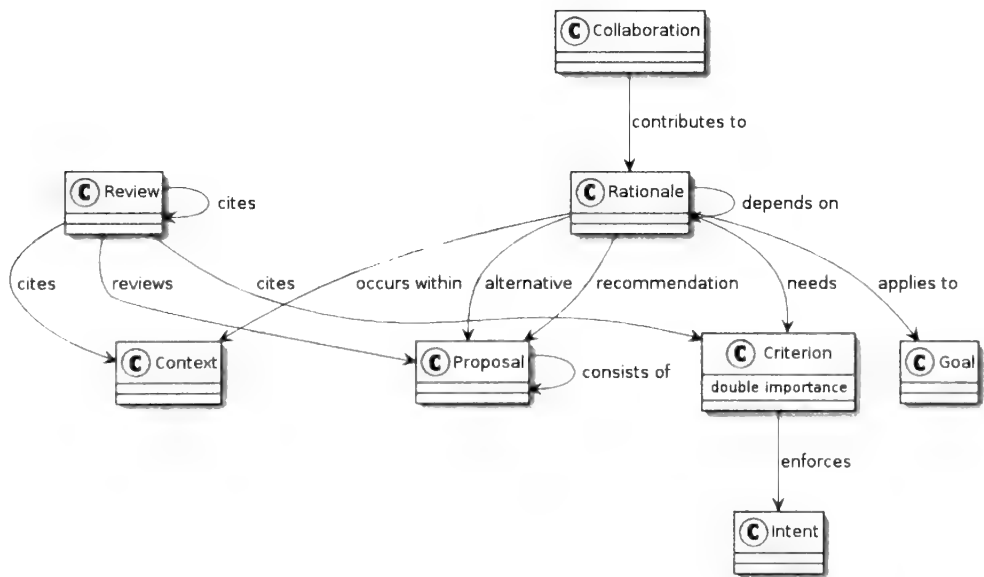 C Collaboration
contributes to
C Review
cites
C Rationale
depends on
cites
reviews
cites
occurs within
alternative
recommendation
needs
applies to
C Context
C Proposal
consists of
C Criterion
double importance
C Goal
enforces
C Intent